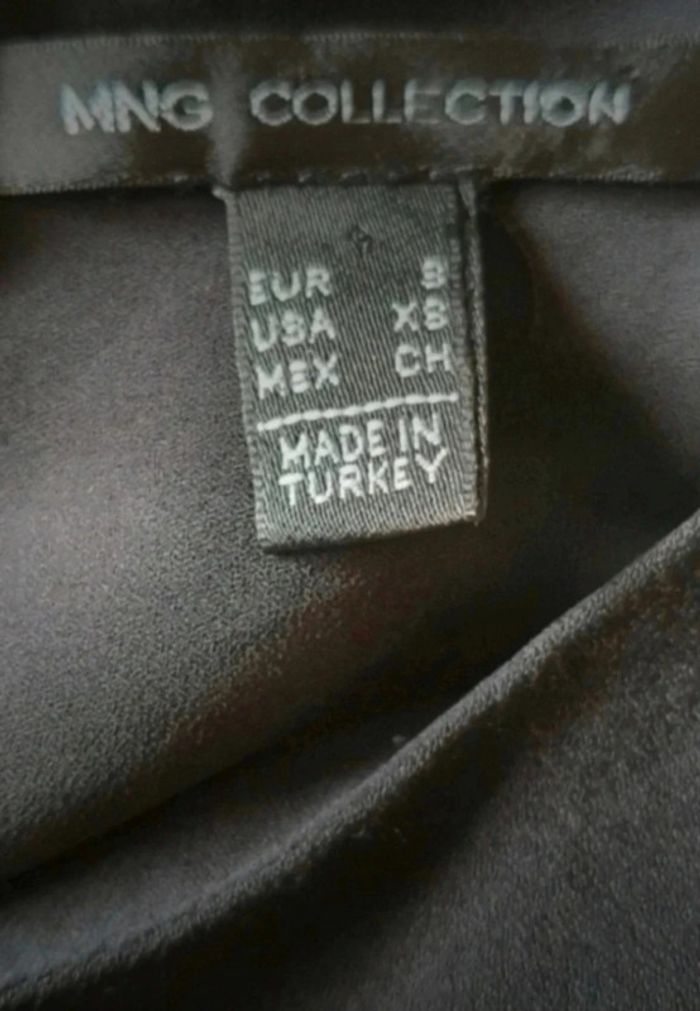 MNG COLLECTION
EUR S
USA XS
MEX CH
MADE IN
TURKEY